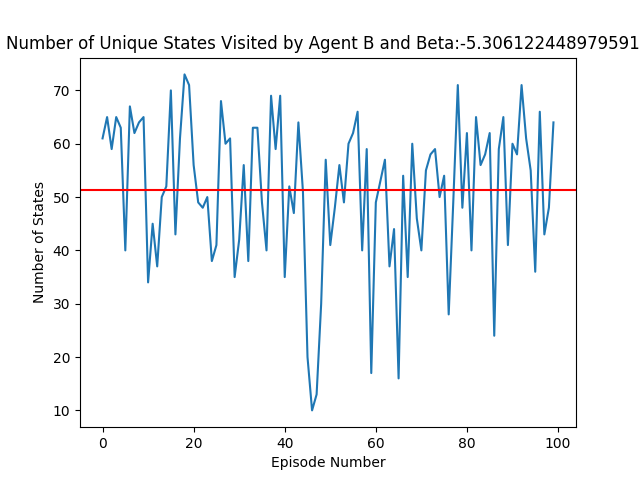 Number of Unique States Visited by Agent B and Beta:-5.306122448979591
70
60
50
40
30
20
10
Number of States
0 20 40 60 80 100
Episode Number